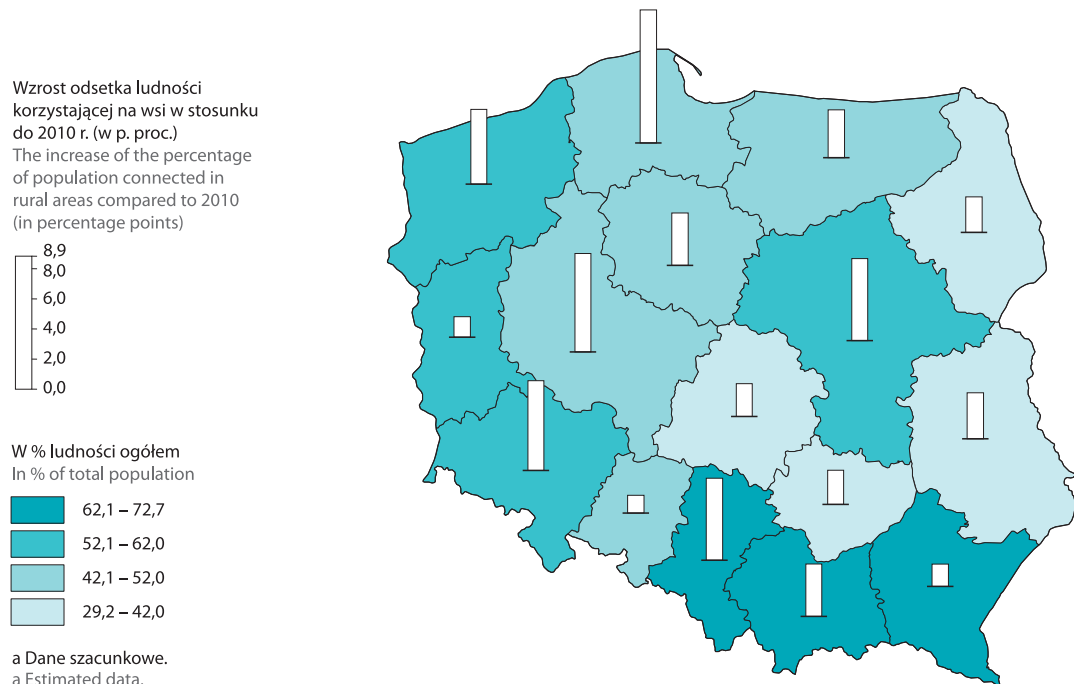 Wzrost odsetka ludności
korzystającej na wsi w stosunku
do 2010 r. (w p. proc.)
The increase of the percentage
of population connected in
rural areas compared to 2010
(in percentage points)
8,9
8,0
6,0
4,0
2,0
0,0
W % ludności ogółem
In % of total population
62,1 – 72,7
52,1 – 62,0
42,1 – 52,0
29,2 – 42,0
a Dane szacunkowe.
a Estimated data.